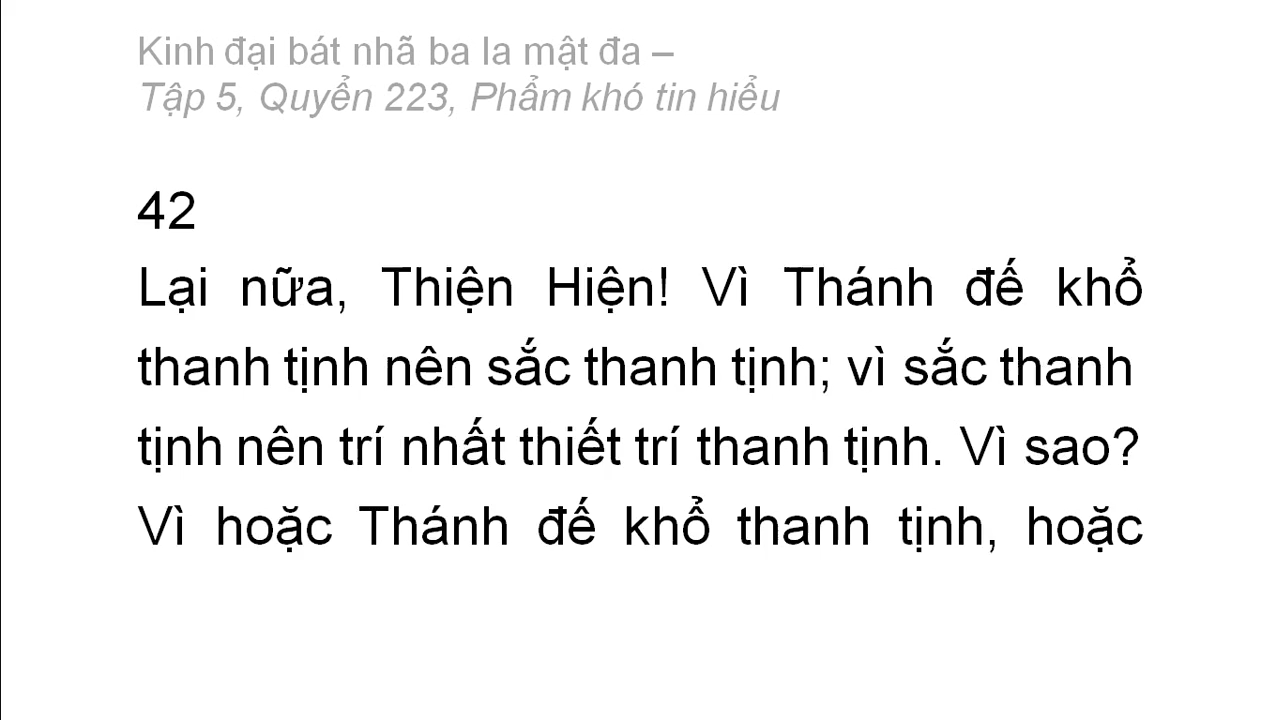 Kinh đại bát nhã ba la mật đa –
Tập 5, Quyển 223, Phẩm khó tin hiểu
42
Lại nữa, Thiện Hiện! Vì Thánh đế khổ
thanh tịnh nên sắc thanh tịnh; vì sắc thanh
tịnh nên trí nhất thiết trí thanh tịnh. Vì sao?
Vì hoặc Thánh đế khổ thanh tịnh, hoặc